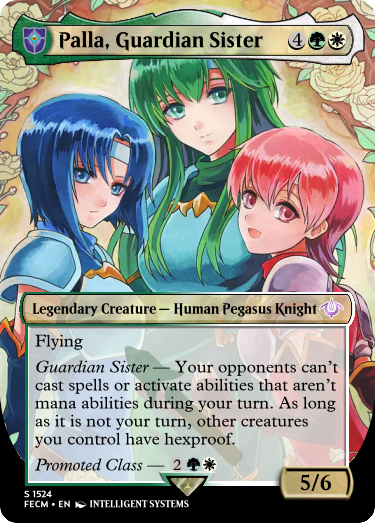 Palla, Guardian Sister 4
Legendary Creature — Human Pegasus Knight
Flying
Guardian Sister — Your opponents can't
cast spells or activate abilities that aren't
mana abilities during your turn. As long
as it is not your turn, other creatures
you control have hexproof.
Promoted Class — 2
5/6
S 1524
FECM • EN INTELLIGENT SYSTEMS